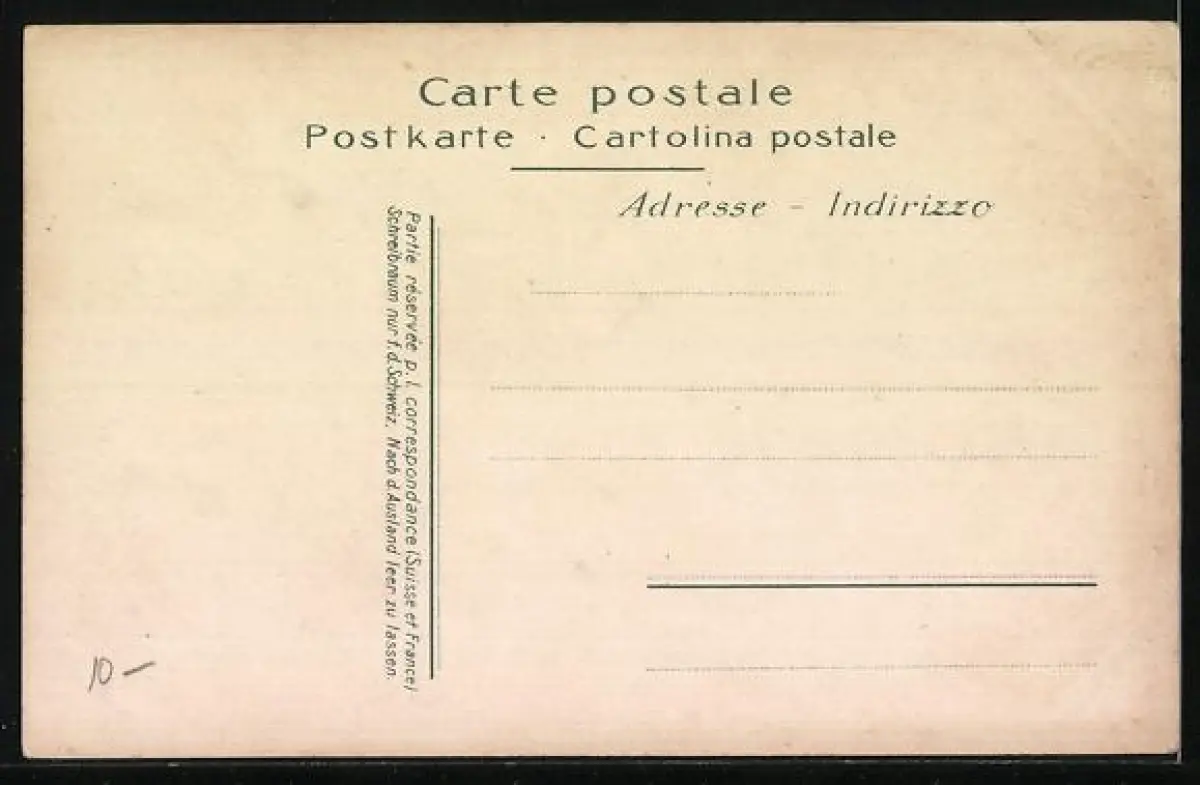 Carte postale
Postkarte · Cartolina postale
Adresse - Indirizzo
Partie réservée p. l. correspondance (Suisse et France)
Schreibraum nur f. d. Schweiz. Nach d. Ausland leer zu lassen.
10 —